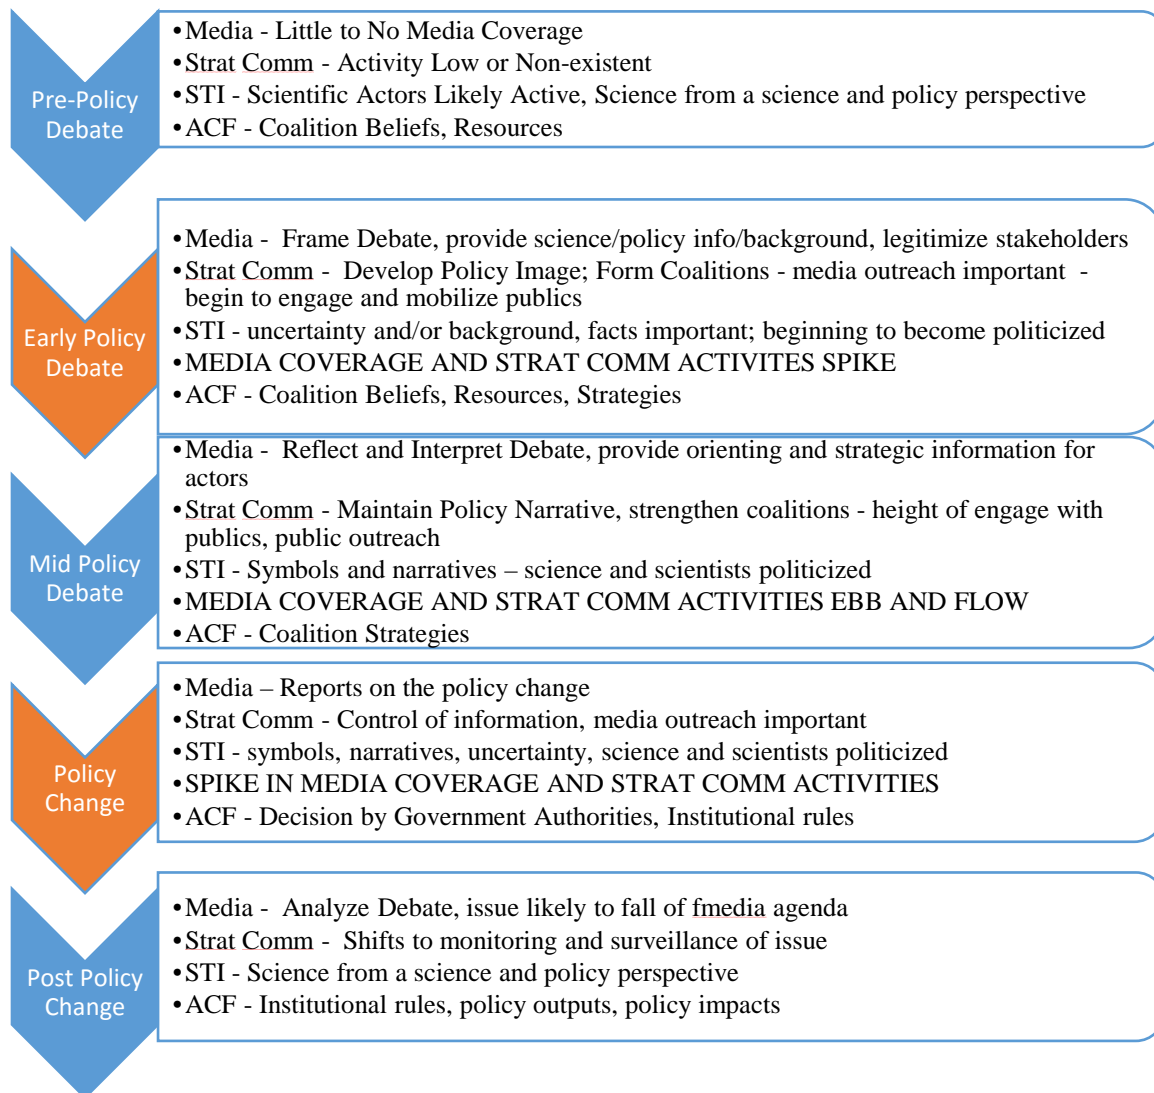 Pre-Policy
Debate
•Media - Little to No Media Coverage
•Strat Comm - Activity Low or Non-existent
•STI - Scientific Actors Likely Active, Science from a science and policy perspective
•ACF - Coalition Beliefs, Resources
Early Policy
Debate
•Media -  Frame Debate, provide science/policy info/background, legitimize stakeholders
•Strat Comm -  Develop Policy Image; Form Coalitions - media outreach important  -
begin to engage and mobilize publics
•STI - uncertainty and/or background, facts important; beginning to become politicized
•MEDIA COVERAGE AND STRAT COMM ACTIVITES SPIKE
•ACF - Coalition Beliefs, Resources, Strategies
Mid Policy
Debate
•Media -  Reflect and Interpret Debate, provide orienting and strategic information for
actors
•Strat Comm - Maintain Policy Narrative, strengthen coalitions - height of engage with
publics, public outreach
•STI - Symbols and narratives – science and scientists politicized
•MEDIA COVERAGE AND STRAT COMM ACTIVITIES EBB AND FLOW
•ACF - Coalition Strategies
Policy
Change
•Media – Reports on the policy change
•Strat Comm - Control of information, media outreach important
•STI - symbols, narratives, uncertainty, science and scientists politicized
•SPIKE IN MEDIA COVERAGE AND STRAT COMM ACTIVITIES
•ACF - Decision by Government Authorities, Institutional rules
Post Policy
Change
•Media -  Analyze Debate, issue likely to fall of fmedia agenda
•Strat Comm -  Shifts to monitoring and surveillance of issue
•STI - Science from a science and policy perspective
•ACF - Institutional rules, policy outputs, policy impacts